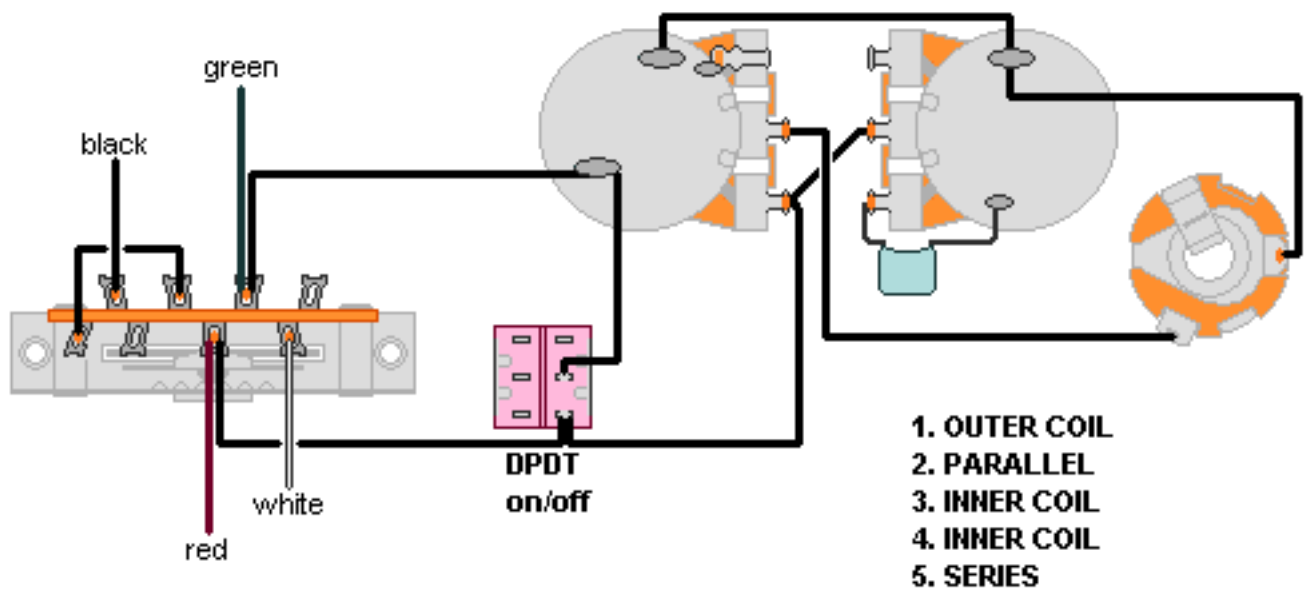 green
black
DPDT
on/off
white
red
1. OUTER COIL
2. PARALLEL
3. INNER COIL
4. INNER COIL
5. SERIES